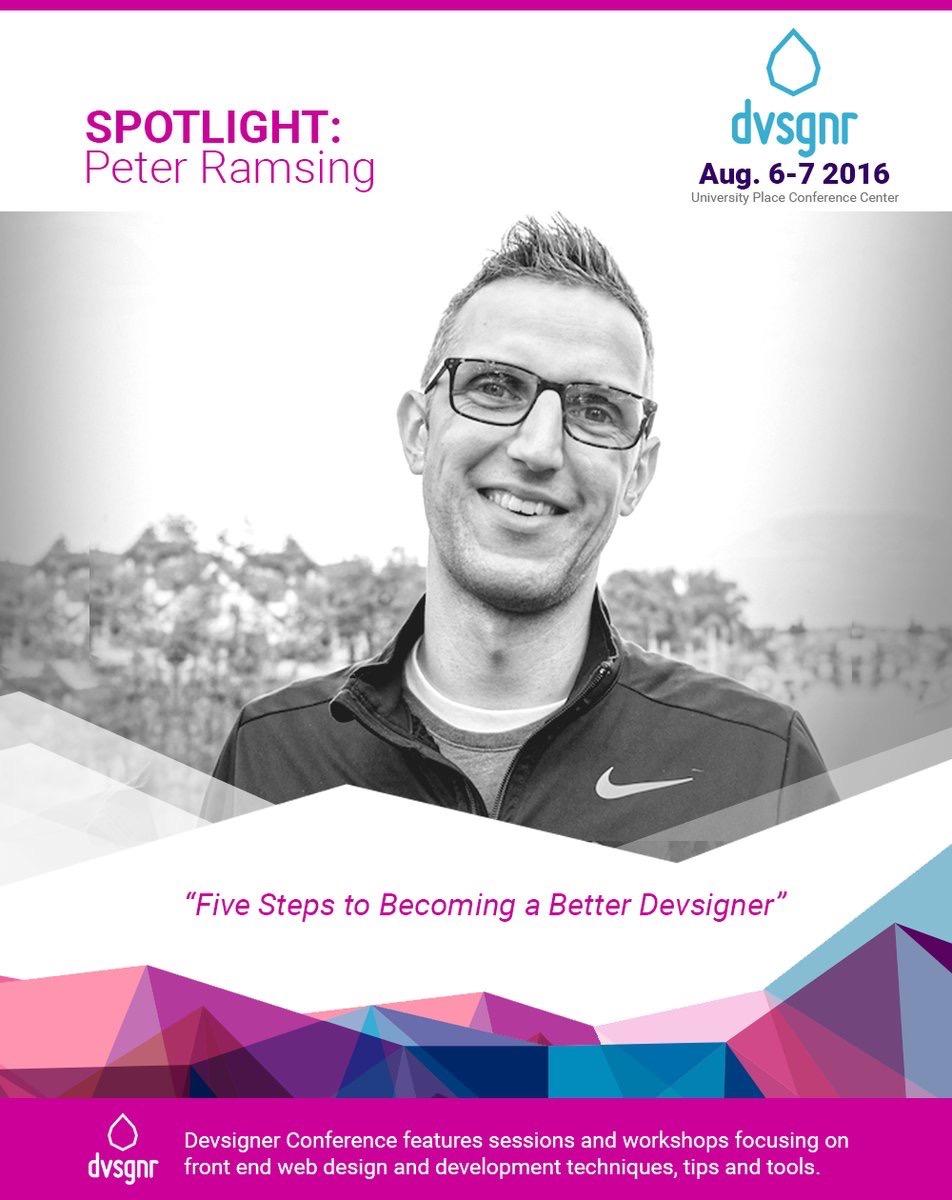 SPOTLIGHT:
Peter Ramsing
dvsgnr
Aug. 6-7 2016
University Place Conference Center
“Five Steps to Becoming a Better Devsigner”
dvsgnr
Devsigner Conference features sessions and workshops focusing on
front end web design and development techniques, tips and tools.